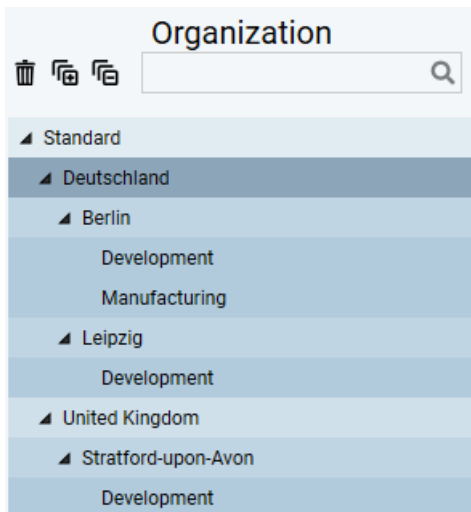 Organization
Standard
Deutschland
Berlin
Development
Manufacturing
Leipzig
Development
United Kingdom
Stratford-upon-Avon
Development